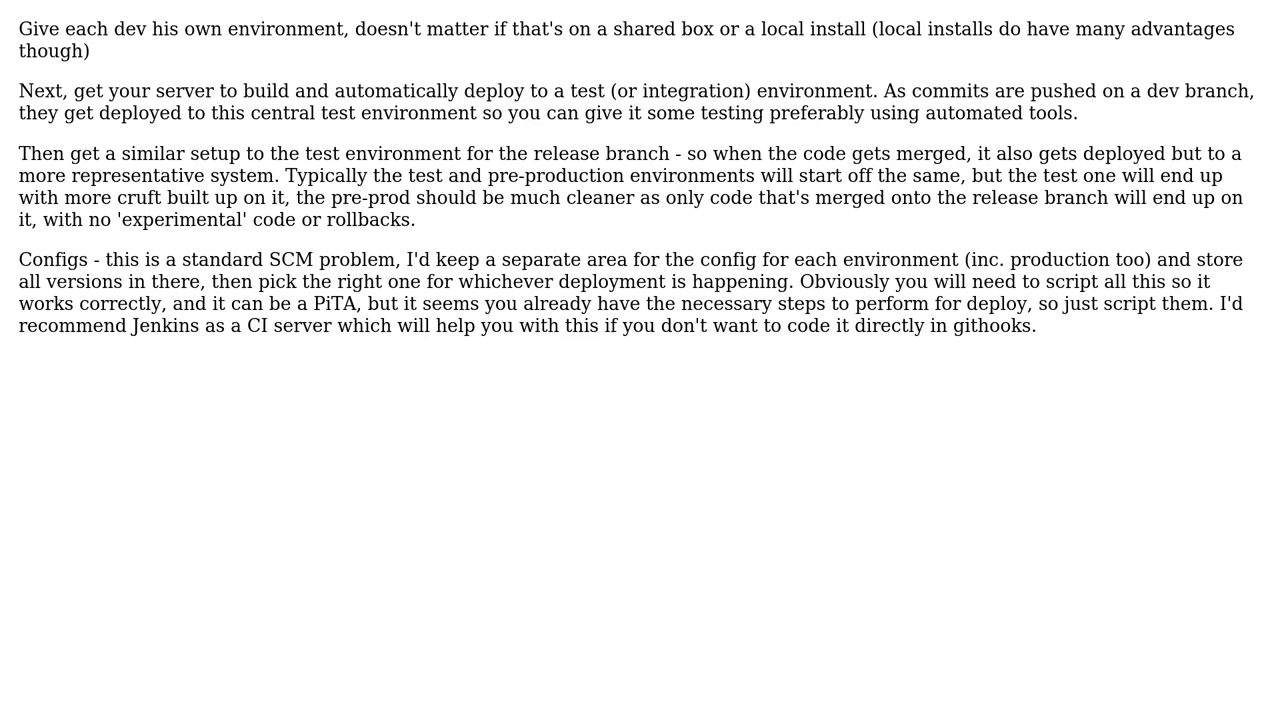 Give each dev his own environment, doesn't matter if that's on a shared box or a local install (local installs do have many advantages
though)
Next, get your server to build and automatically deploy to a test (or integration) environment. As commits are pushed on a dev branch,
they get deployed to this central test environment so you can give it some testing preferably using automated tools.
Then get a similar setup to the test environment for the release branch - so when the code gets merged, it also gets deployed but to a
more representative system. Typically the test and pre-production environments will start off the same, but the test one will end up
with more cruft built up on it, the pre-prod should be much cleaner as only code that's merged onto the release branch will end up on
it, with no 'experimental' code or rollbacks.
Configs - this is a standard SCM problem, I'd keep a separate area for the config for each environment (inc. production too) and store
all versions in there, then pick the right one for whichever deployment is happening. Obviously you will need to script all this so it
works correctly, and it can be a PiTA, but it seems you already have the necessary steps to perform for deploy, so just script them. I'd
recommend Jenkins as a CI server which will help you with this if you don't want to code it directly in githooks.